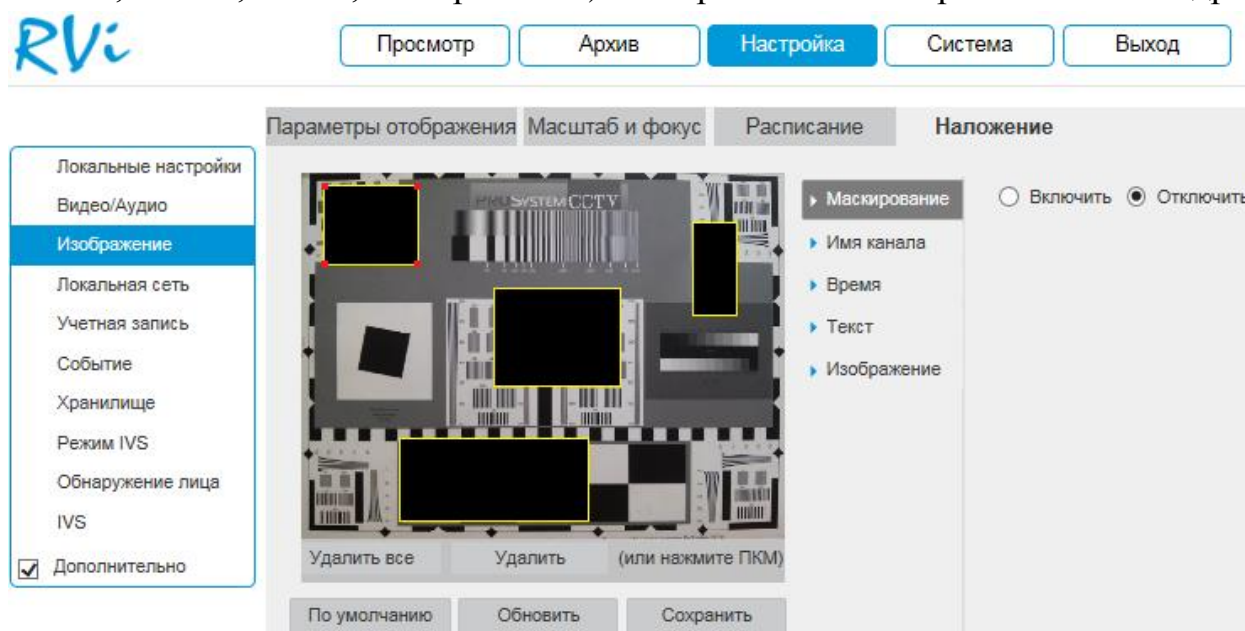 RVi
Просмотр Архив Настройка Система Выход
Параметры отображения Масштаб и фокус Расписание Наложение
Локальные настройки
Видео/Аудио
Изображение
Локальная сеть
Учетная запись
Событие
Хранилище
Режим IVS
Обнаружение лица
IVS
Дополнительно
PROSYSTEM CCTV
Маскирование
Имя канала
Время
Текст
Изображение
Включить Отключить
Удалить все Удалить (или нажмите ПКМ)
По умолчанию Обновить Сохранить